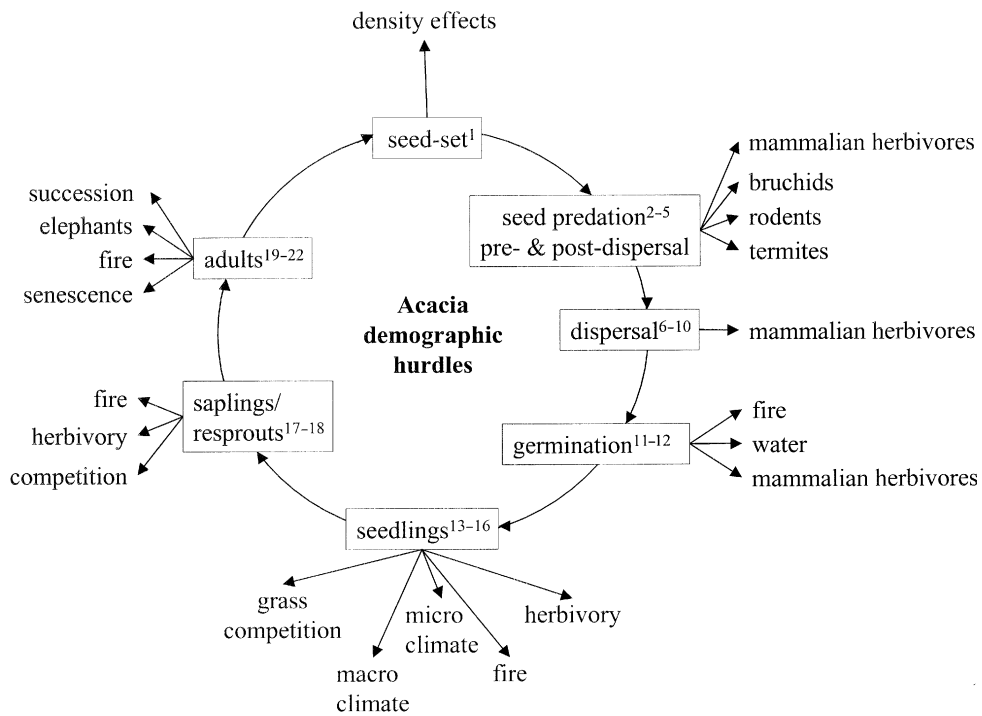 density effects
seed-set1
mammalian herbivores
bruchids
rodents
termites
seed predation2-5
pre- & post-dispersal
succession
elephants
fire
senescence
adults19-22
Acacia
demographic
hurdles
dispersal6-10
mammalian herbivores
fire
herbivory
competition
saplings/
resprouts17-18
germination11-12
fire
water
mammalian herbivores
seedlings13-16
grass
competition
micro
climate
herbivory
macro
climate
fire